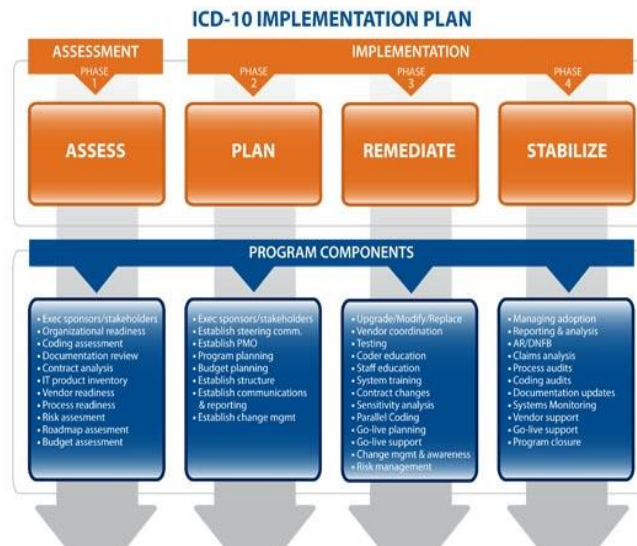 ICD-10 IMPLEMENTATION PLAN
ASSESSMENT
IMPLEMENTATION
PHASE
1
PHASE
2
PHASE
3
PHASE
4
ASSESS
PLAN
REMEDIATE
STABILIZE
PROGRAM COMPONENTS
• Exec sponsors/stakeholders
• Organizational readiness
• Coding assessment
• Documentation review
• Contract analysis
• IT product inventory
• Vendor readiness
• Process readiness
• Risk assesment
• Roadmap assesment
• Budget assessment
• Exec sponsors/stakeholders
• Establish steering comm.
• Establish PMO
• Program planning
• Budget planning
• Establish structure
• Establish communications
& reporting
• Establish change mgmt
• Upgrade/Modify/Replace
• Vendor coordination
• Testing
• Coder education
• Staff education
• System training
• Contract changes
• Sensitivity analysis
• Parallel Coding
• Go-live planning
• Go-live support
• Change mgmt & awareness
• Risk management
• Managing adoption
• Reporting & analysis
• AR/DNFB
• Claims analysis
• Process audits
• Coding audits
• Documentation updates
• Systems Monitoring
• Vendor support
• Go-live support
• Program closure